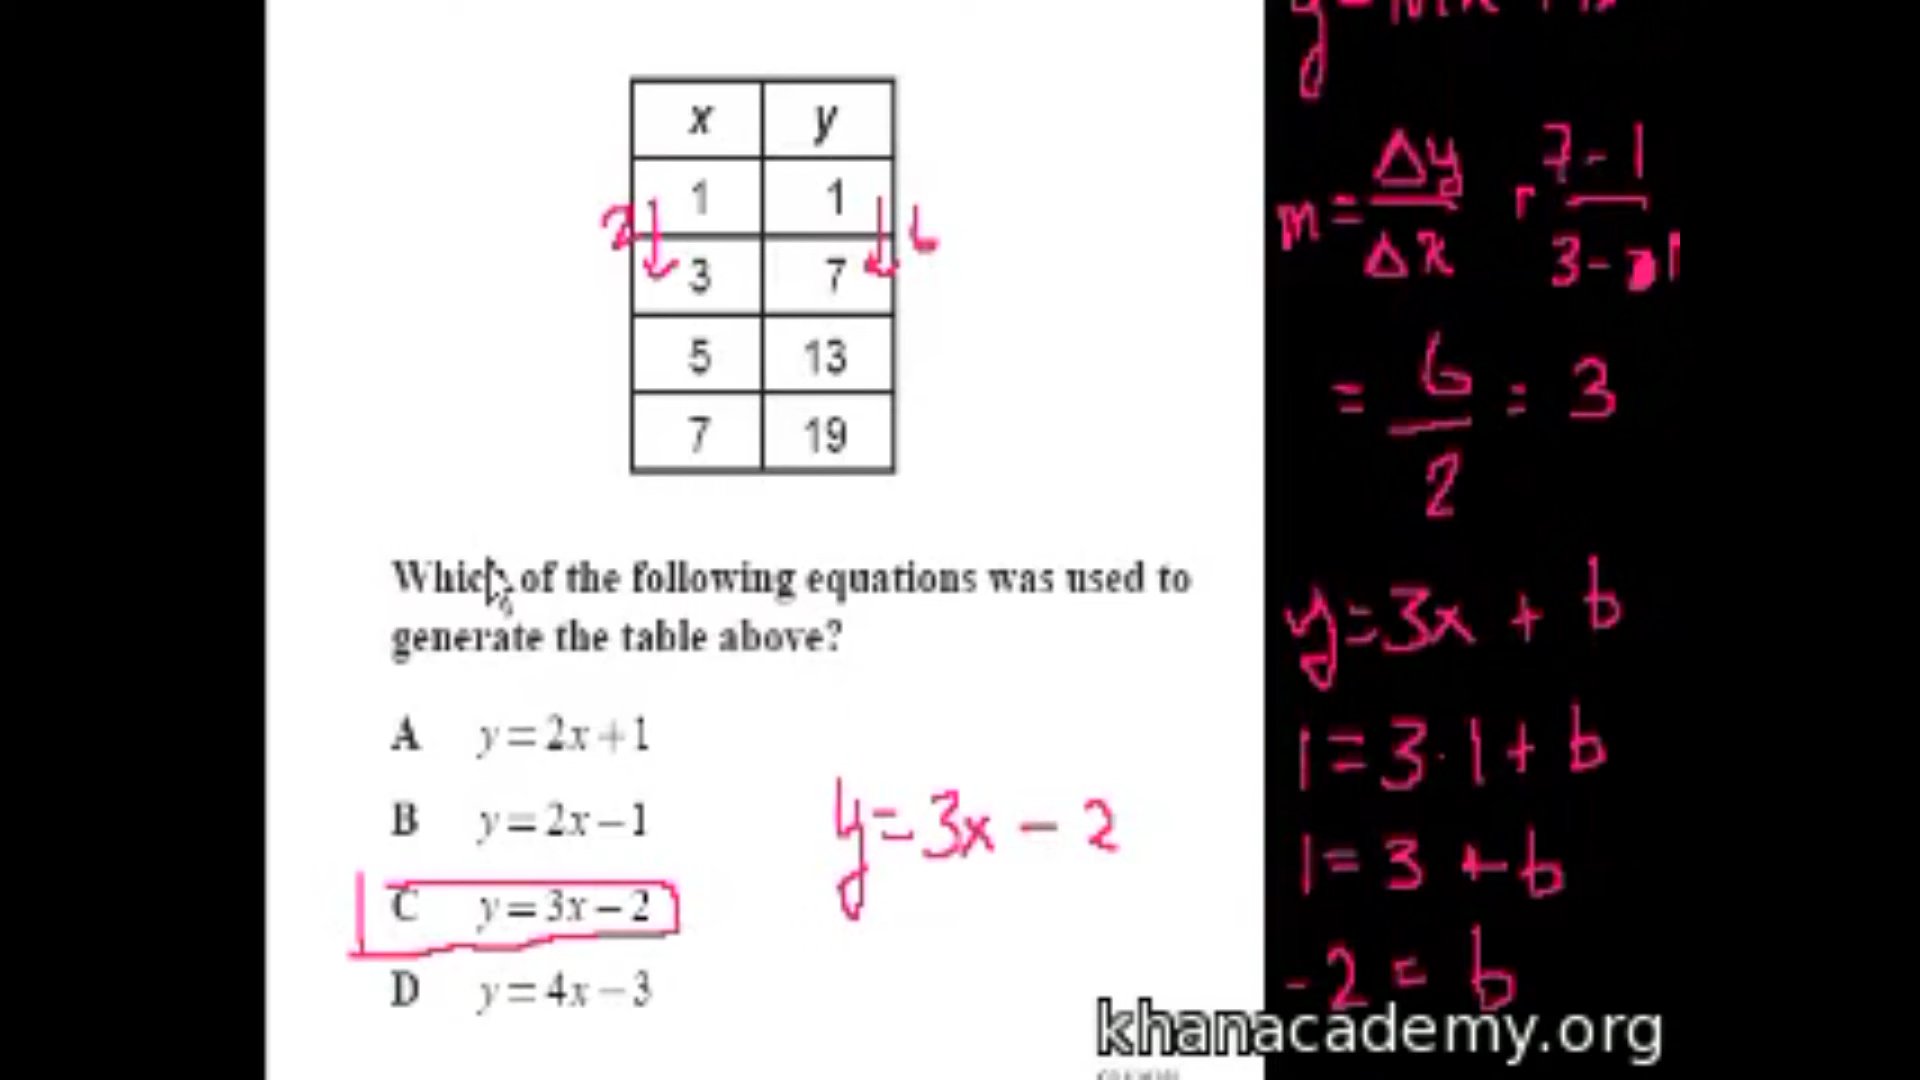 x y
1 1
2 6
3 7
5 13
7 19
Which of the following equations was used to
generate the table above?
A y=2x+1
B y=2x−1
C y=3x−2
D y=4x−3
y=3x-2
m = Δy/Δx = 7-1/3-1
= 6/2 = 3
y=3x + b
1=3·1+b
1=3+b
-2=b
khanacademy.org